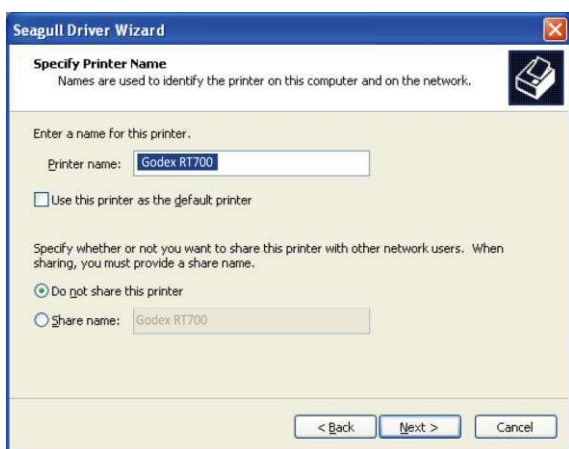 Seagull Driver Wizard
Specify Printer Name
Names are used to identify the printer on this computer and on the network.
Enter a name for this printer.
Printer name: Godex RT700
Use this printer as the default printer
Specify whether or not you want to share this printer with other network users. When
sharing, you must provide a share name.
Do not share this printer
Share name: Godex RT700
< Back Next > Cancel